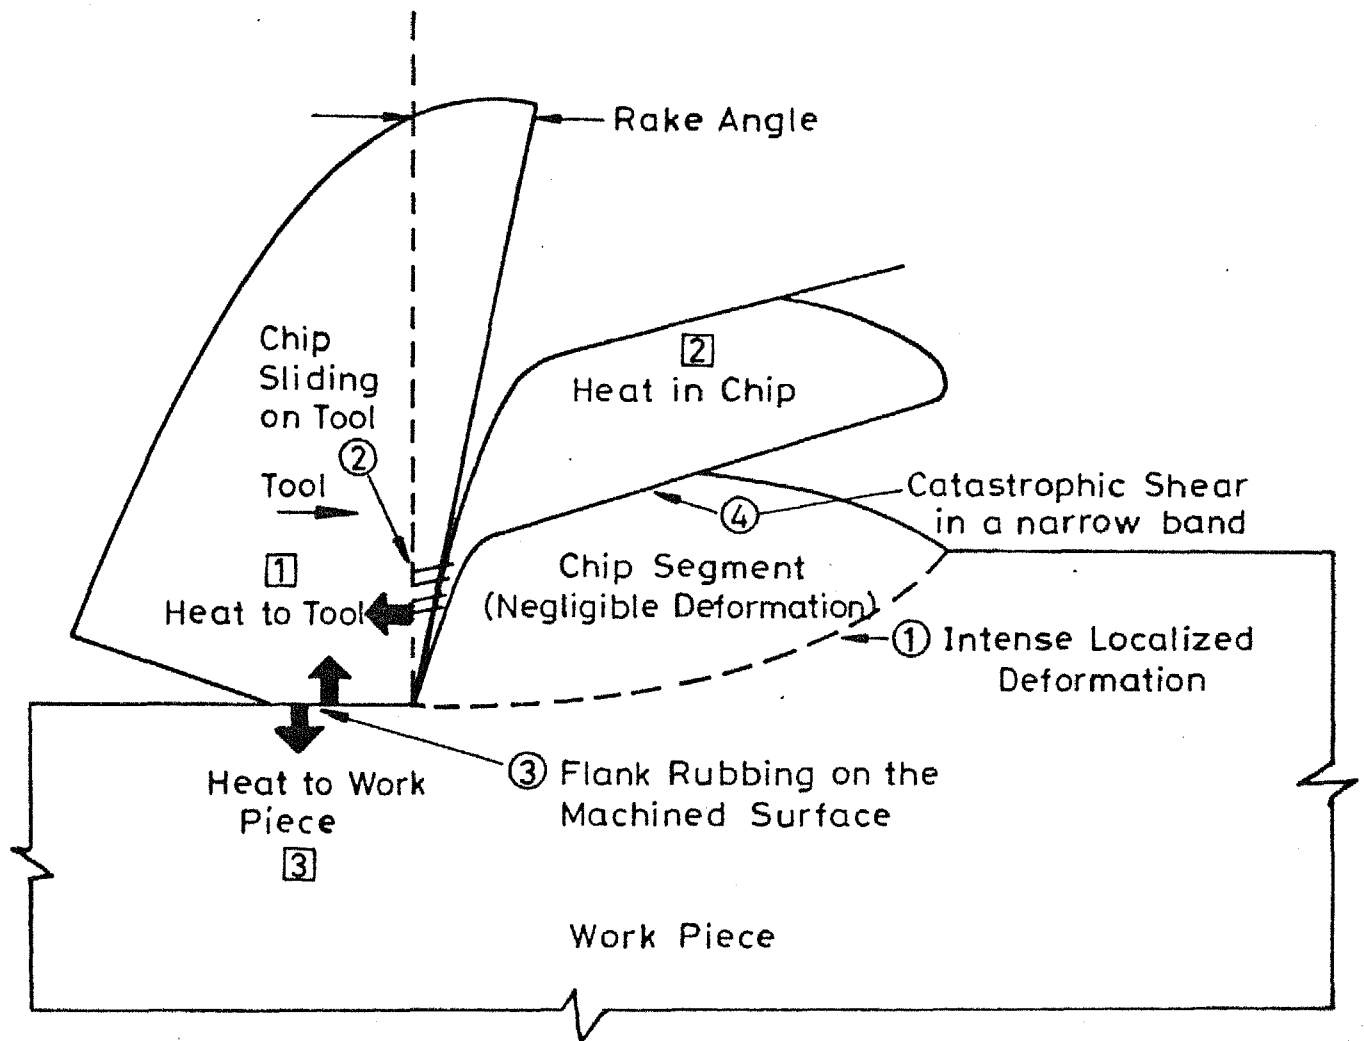 Rake Angle
Chip
Sliding
on Tool
②
Tool
1
Heat to Tool
2
Heat in Chip
Catastrophic Shear
in a narrow band
④
Chip Segment
(Negligible Deformation)
① Intense Localized
Deformation
③ Flank Rubbing on the
Machined Surface
Heat to Work
Piece
3
Work Piece